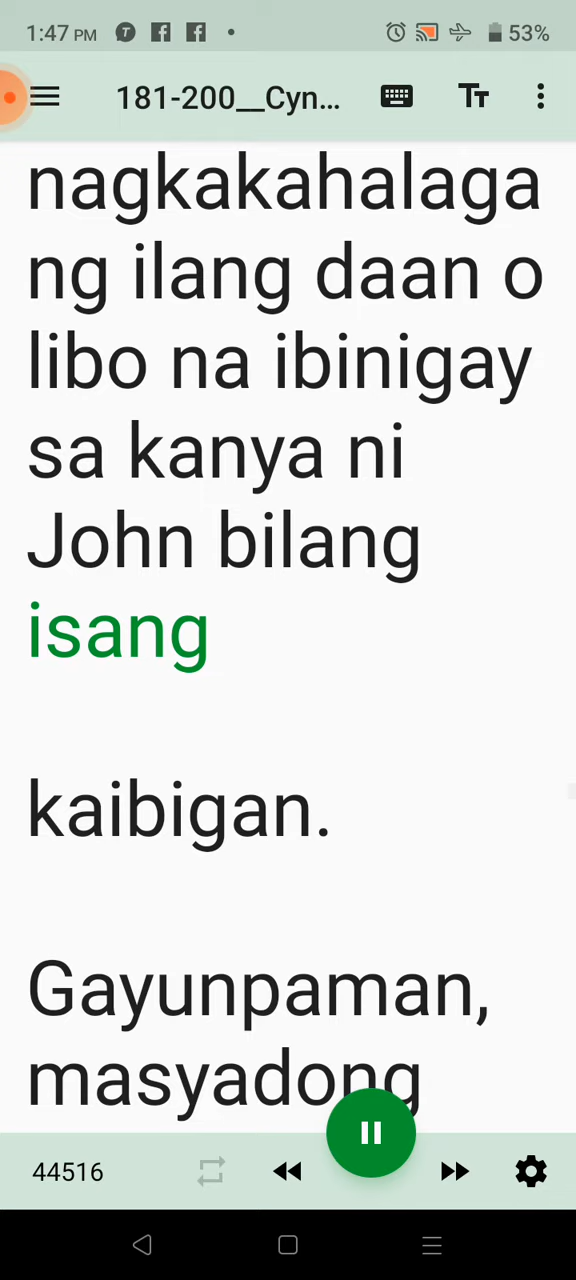 1:47 PM 53%
181-200__Cyn...
nagkakahalaga
ng ilang daan o
libo na ibinigay
sa kanya ni
John bilang
isang
kaibigan.
Gayunpaman,
masyadong
44516